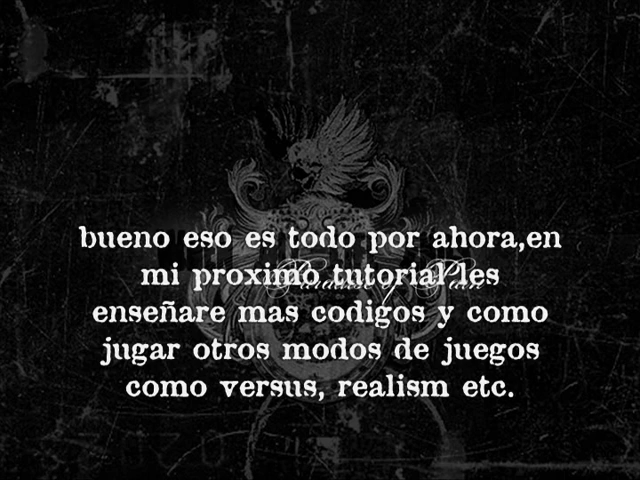 bueno eso es todo por ahora,en
mi proximo tutorial les
enseñare mas codigos y como
jugar otros modos de juegos
como versus, realism etc.